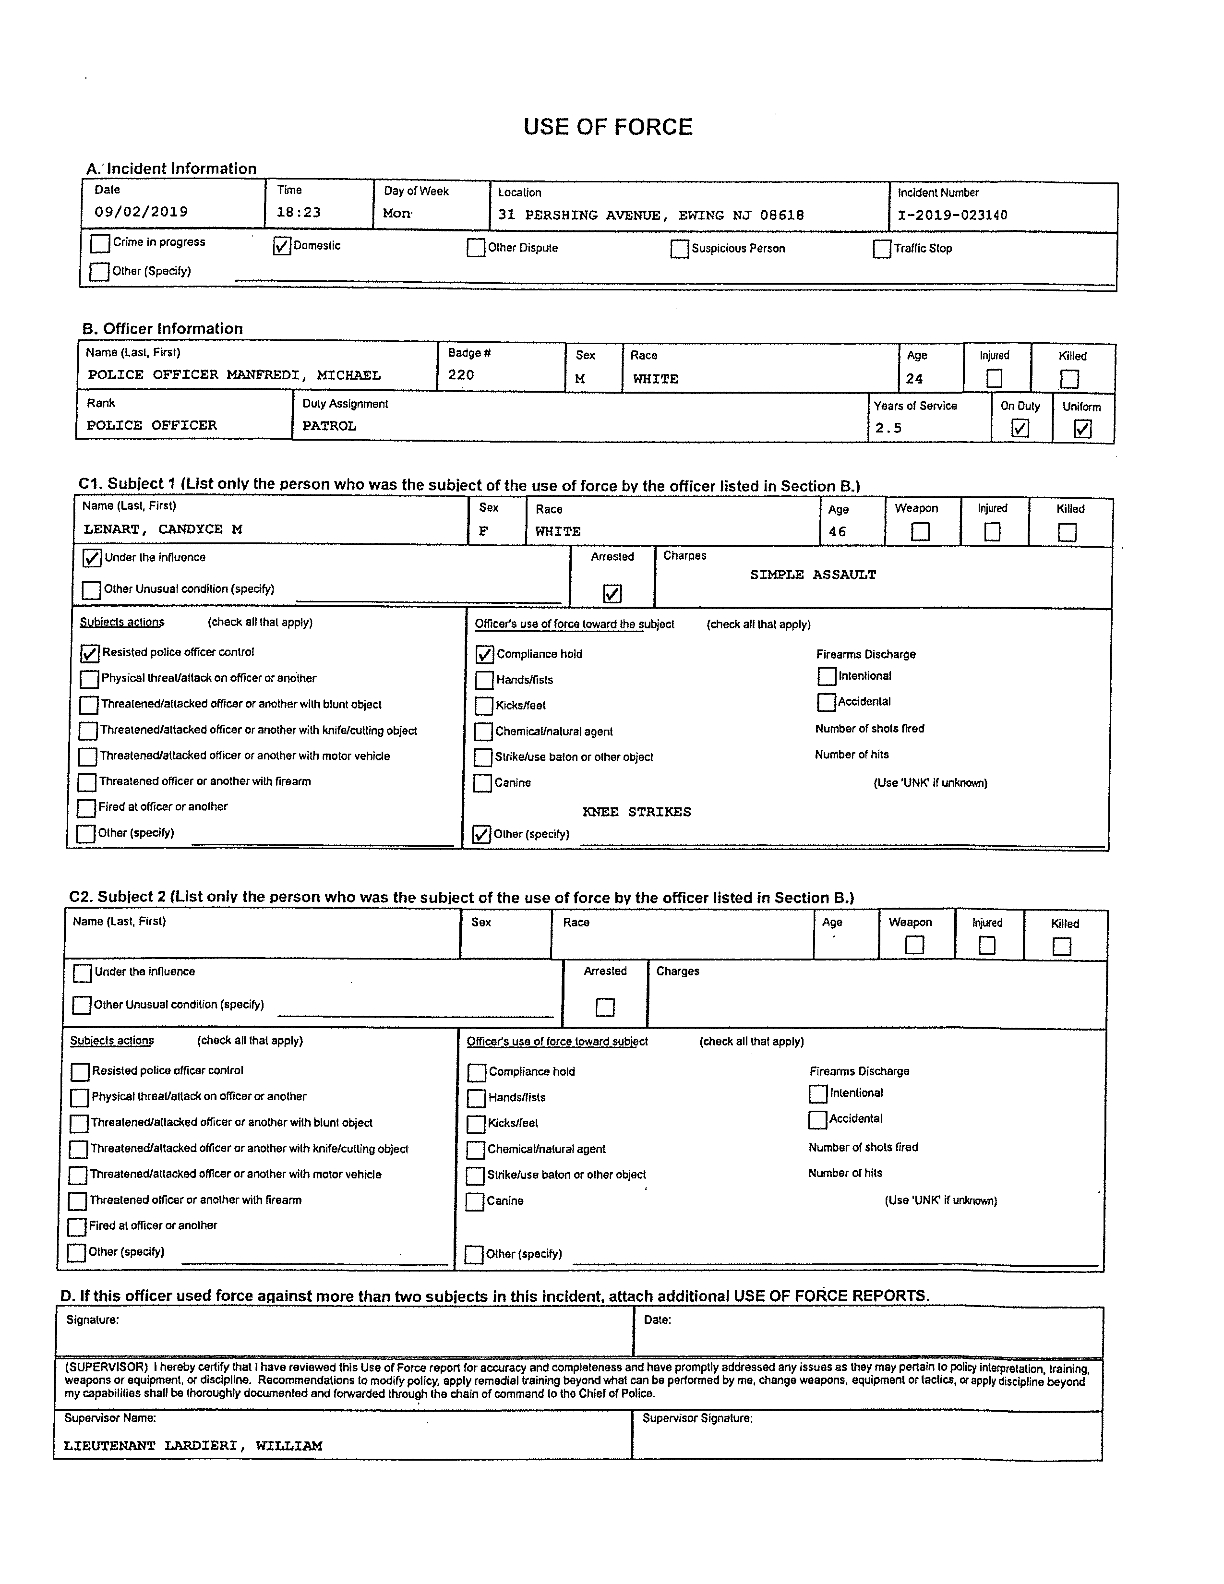 USE OF FORCE
A. Incident Information
Date Time Day of Week Location Incident Number
09/02/2019 18:23 Mon 31 PERSHING AVENUE, EWING NJ 08618 I-2019-023140
Crime in progress Domestic Other Dispute Suspicious Person Traffic Stop
Other (Specify)
B. Officer Information
Name (Last, First) Badge # Sex Race Age Injured Killed
POLICE OFFICER MANFREDI, MICHAEL 220 M WHITE 24
Rank Duty Assignment Years of Service On Duty Uniform
POLICE OFFICER PATROL 2.5
C1. Subject 1 (List only the person who was the subject of the use of force by the officer listed in Section B.)
Name (Last, First) Sex Race Age Weapon Injured Killed
LENART, CANDYCE M F WHITE 46
Under the influence Arrested Charges
SIMPLE ASSAULT
Other Unusual condition (specify)
Subjects actions (check all that apply) Officer's use of force toward the subject (check all that apply)
Resisted police officer control Compliance hold Firearms Discharge
Physical threat/attack on officer or another Hands/fists Intentional
Threatened/attacked officer or another with blunt object Kicks/feet Accidental
Threatened/attacked officer or another with knife/cutting object Chemical/natural agent Number of shots fired
Threatened/attacked officer or another with motor vehicle Strike/use baton or other object Number of hits
Threatened officer or another with firearm Canine (Use 'UNK' if unknown)
Fired at officer or another KNEE STRIKES
Other (specify) Other (specify)
C2. Subject 2 (List only the person who was the subject of the use of force by the officer listed in Section B.)
Name (Last, First) Sex Race Age Weapon Injured Killed
Under the influence Arrested Charges
Other Unusual condition (specify)
Subjects actions (check all that apply) Officer's use of force toward subject (check all that apply)
Resisted police officer control Compliance hold Firearms Discharge
Physical threat/attack on officer or another Hands/fists Intentional
Threatened/attacked officer or another with blunt object Kicks/feet Accidental
Threatened/attacked officer or another with knife/cutting object Chemical/natural agent Number of shots fired
Threatened/attacked officer or another with motor vehicle Strike/use baton or other object Number of hits
Threatened officer or another with firearm Canine (Use 'UNK' if unknown)
Fired at officer or another
Other (specify) Other (specify)
D. If this officer used force against more than two subjects in this incident, attach additional USE OF FORCE REPORTS.
Signature: Date:
(SUPERVISOR) I hereby certify that I have reviewed this Use of Force report for accuracy and completeness and have promptly addressed any issues as they may pertain to policy interpretation, training,
weapons or equipment, or discipline. Recommendations to modify policy, apply remedial training beyond what can be performed by me, change weapons, equipment or tactics, or apply discipline beyond
my capabilities shall be thoroughly documented and forwarded through the chain of command to the Chief of Police.
Supervisor Name: Supervisor Signature:
LIEUTENANT LARDIERI, WILLIAM